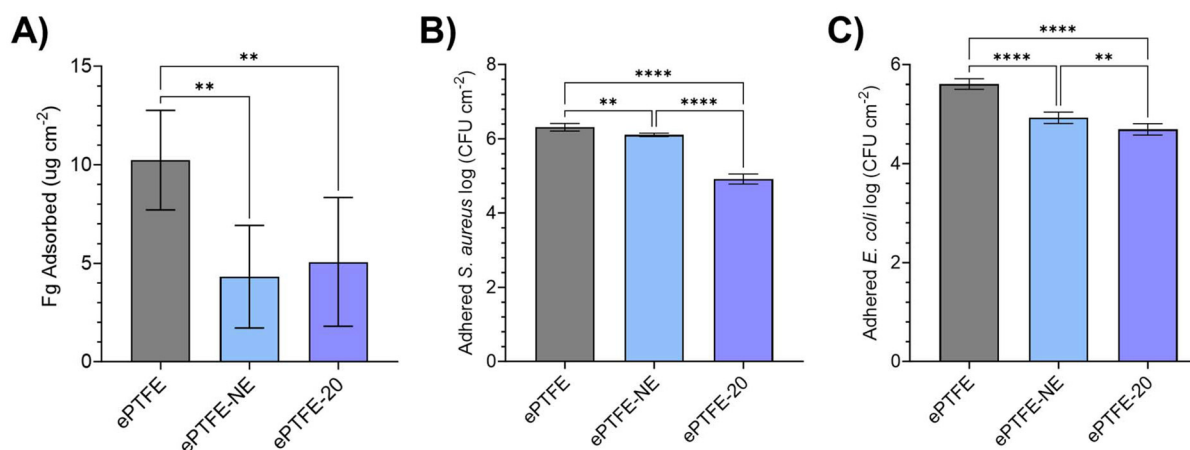 A)
Fg Adsorbed (ug cm⁻²)
15
10
5
0
**
**
ePTFE
ePTFE-NE
ePTFE-20
B)
Adhered S. aureus log (CFU cm⁻²)
8
6
4
2
0
****
** ****
ePTFE
ePTFE-NE
ePTFE-20
C)
Adhered E. coli log (CFU cm⁻²)
6
4
2
0
****
**** **
ePTFE
ePTFE-NE
ePTFE-20